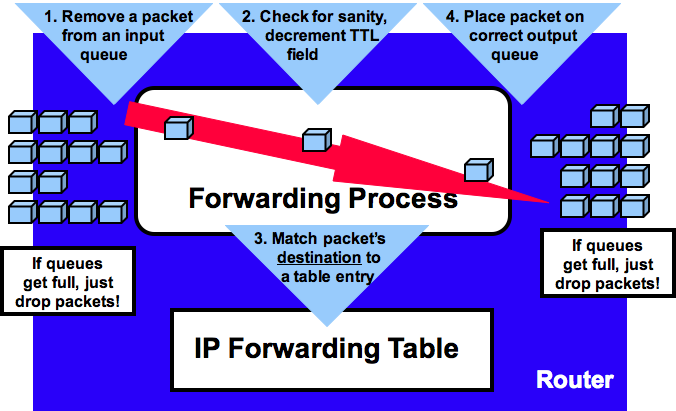 1. Remove a packet
from an input
queue
2. Check for sanity,
decrement TTL
field
4. Place packet on
correct output
queue
Forwarding Process
3. Match packet's
destination to
a table entry
If queues
get full, just
drop packets!
If queues
get full, just
drop packets!
IP Forwarding Table
Router